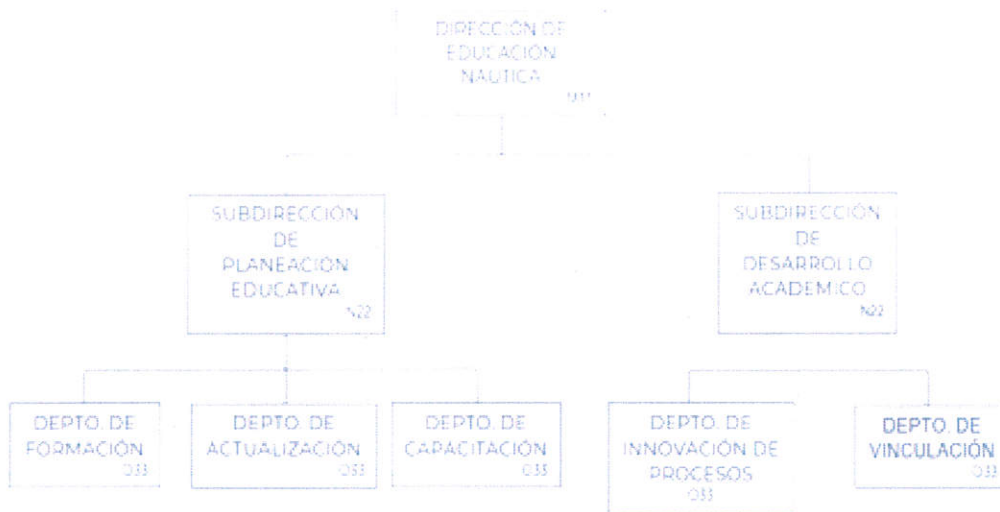 DIRECCIÓN DE
EDUCACIÓN
NÁUTICA
SUBDIRECCIÓN
DE
PLANEACIÓN
EDUCATIVA
N22
SUBDIRECCIÓN
DE
DESARROLLO
ACADÉMICO
N22
DEPTO. DE
FORMACIÓN
O33
DEPTO. DE
ACTUALIZACIÓN
O33
DEPTO. DE
CAPACITACIÓN
O33
DEPTO. DE
INNOVACIÓN DE
PROCESOS
O33
DEPTO. DE
VINCULACIÓN
O33